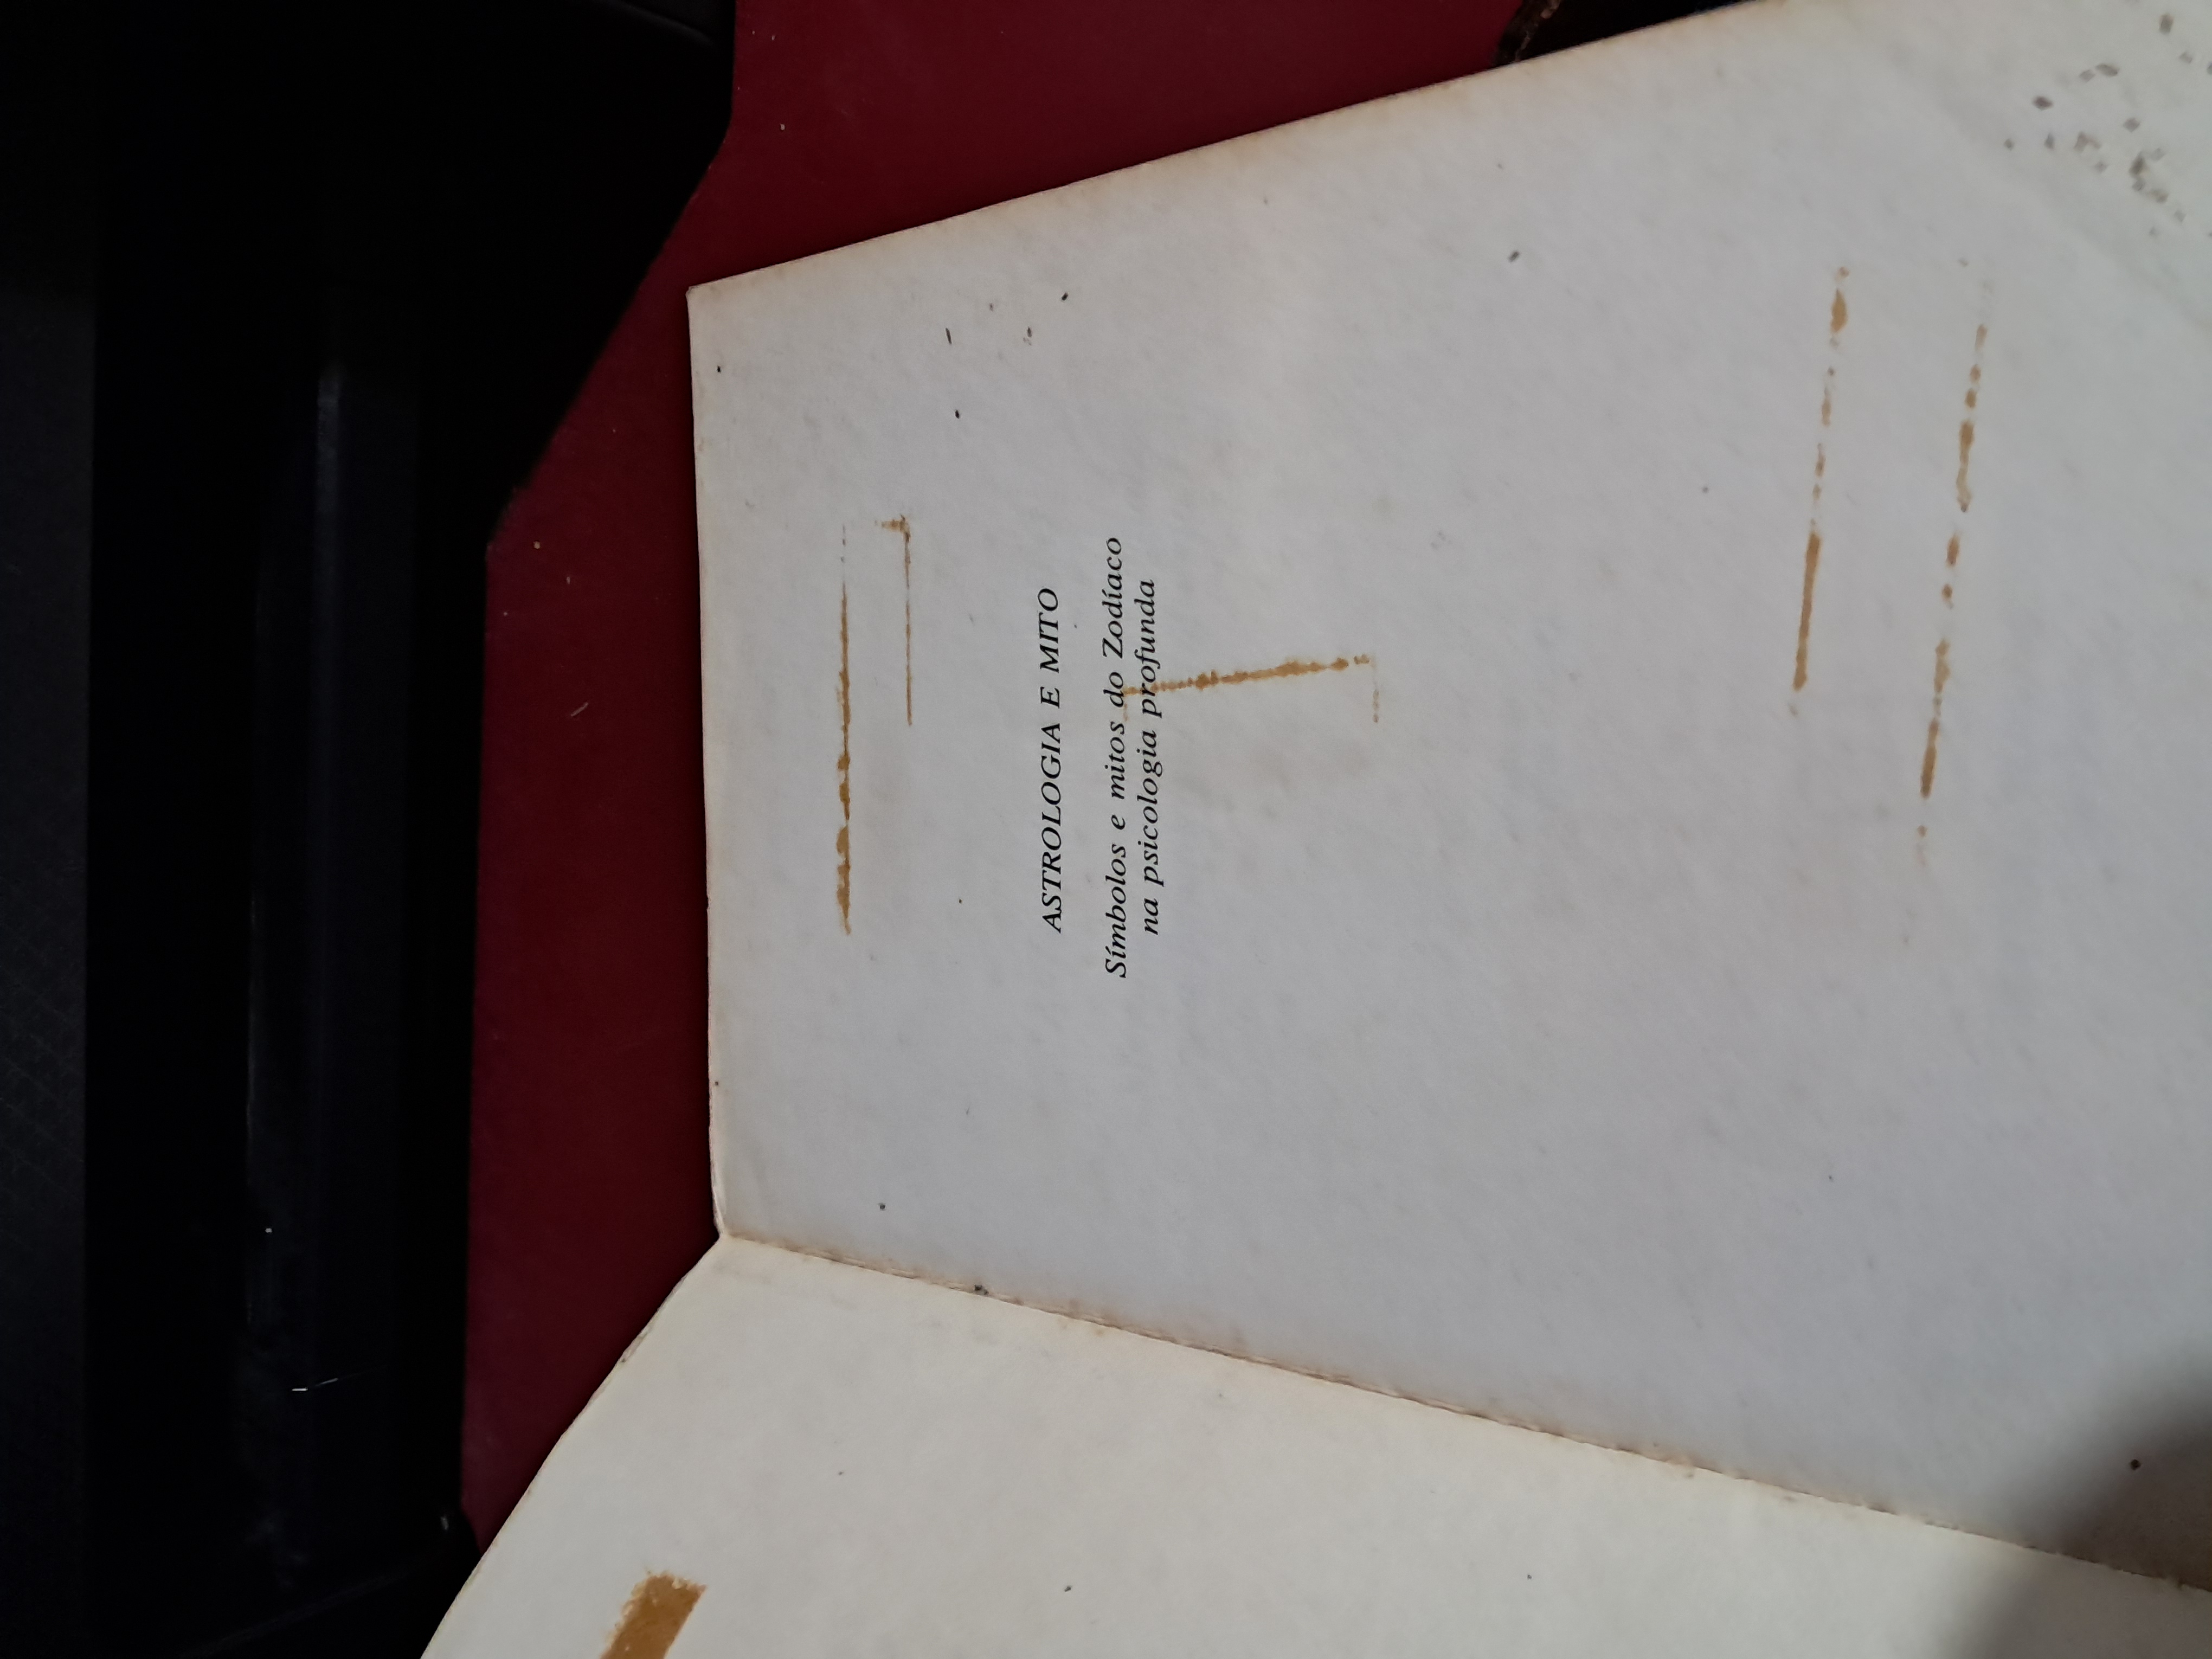 ASTROLOGIA E MITO
Símbolos e mitos do Zodíaco
na psicologia profunda